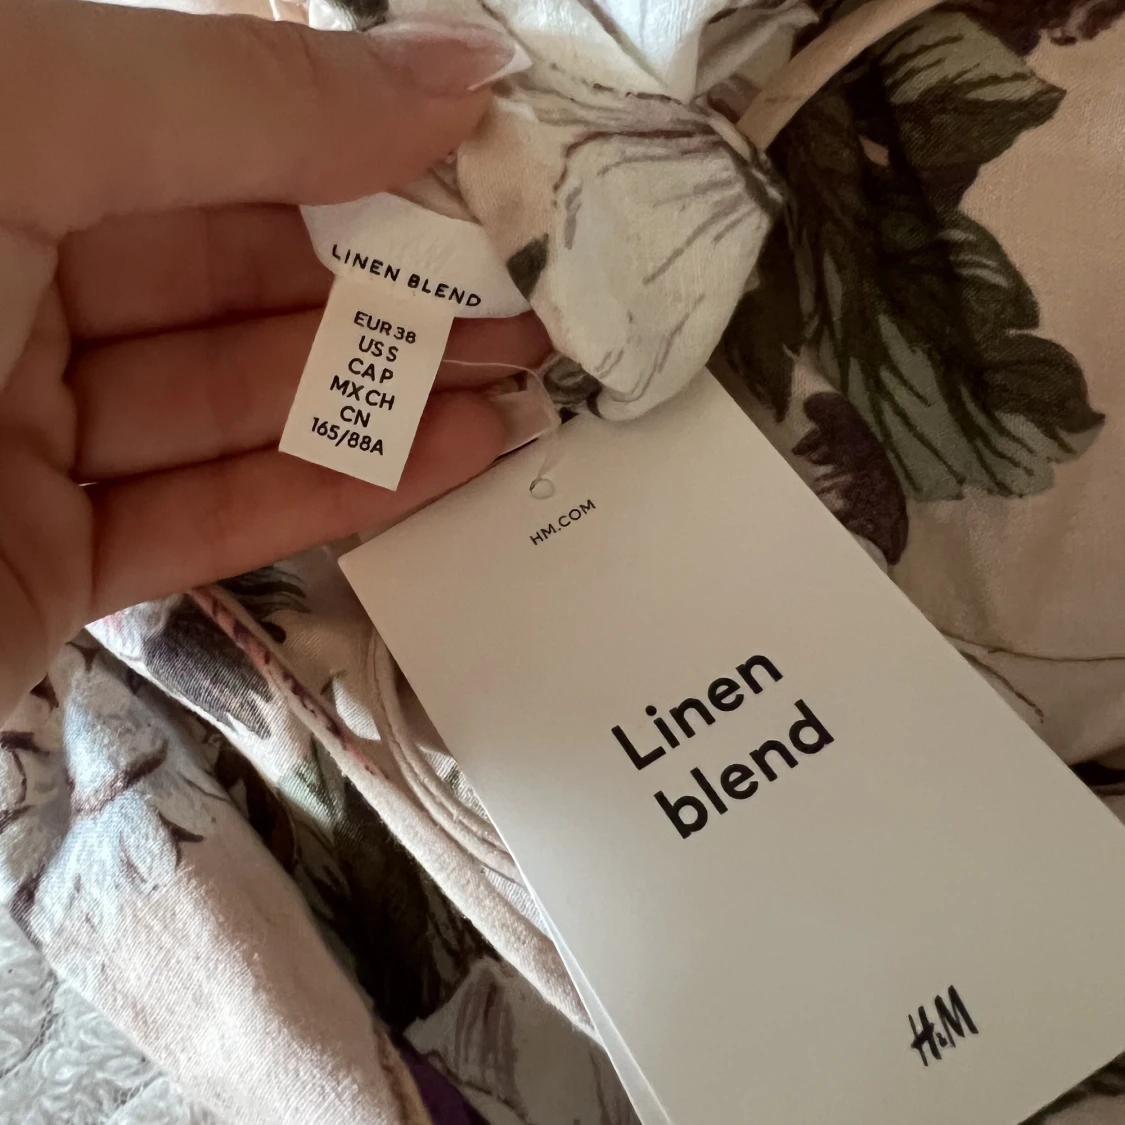 LINEN BLEND
EUR 38
US S
CA P
MX CH
CN
165/88A
HM.COM
Linen
blend
H&M